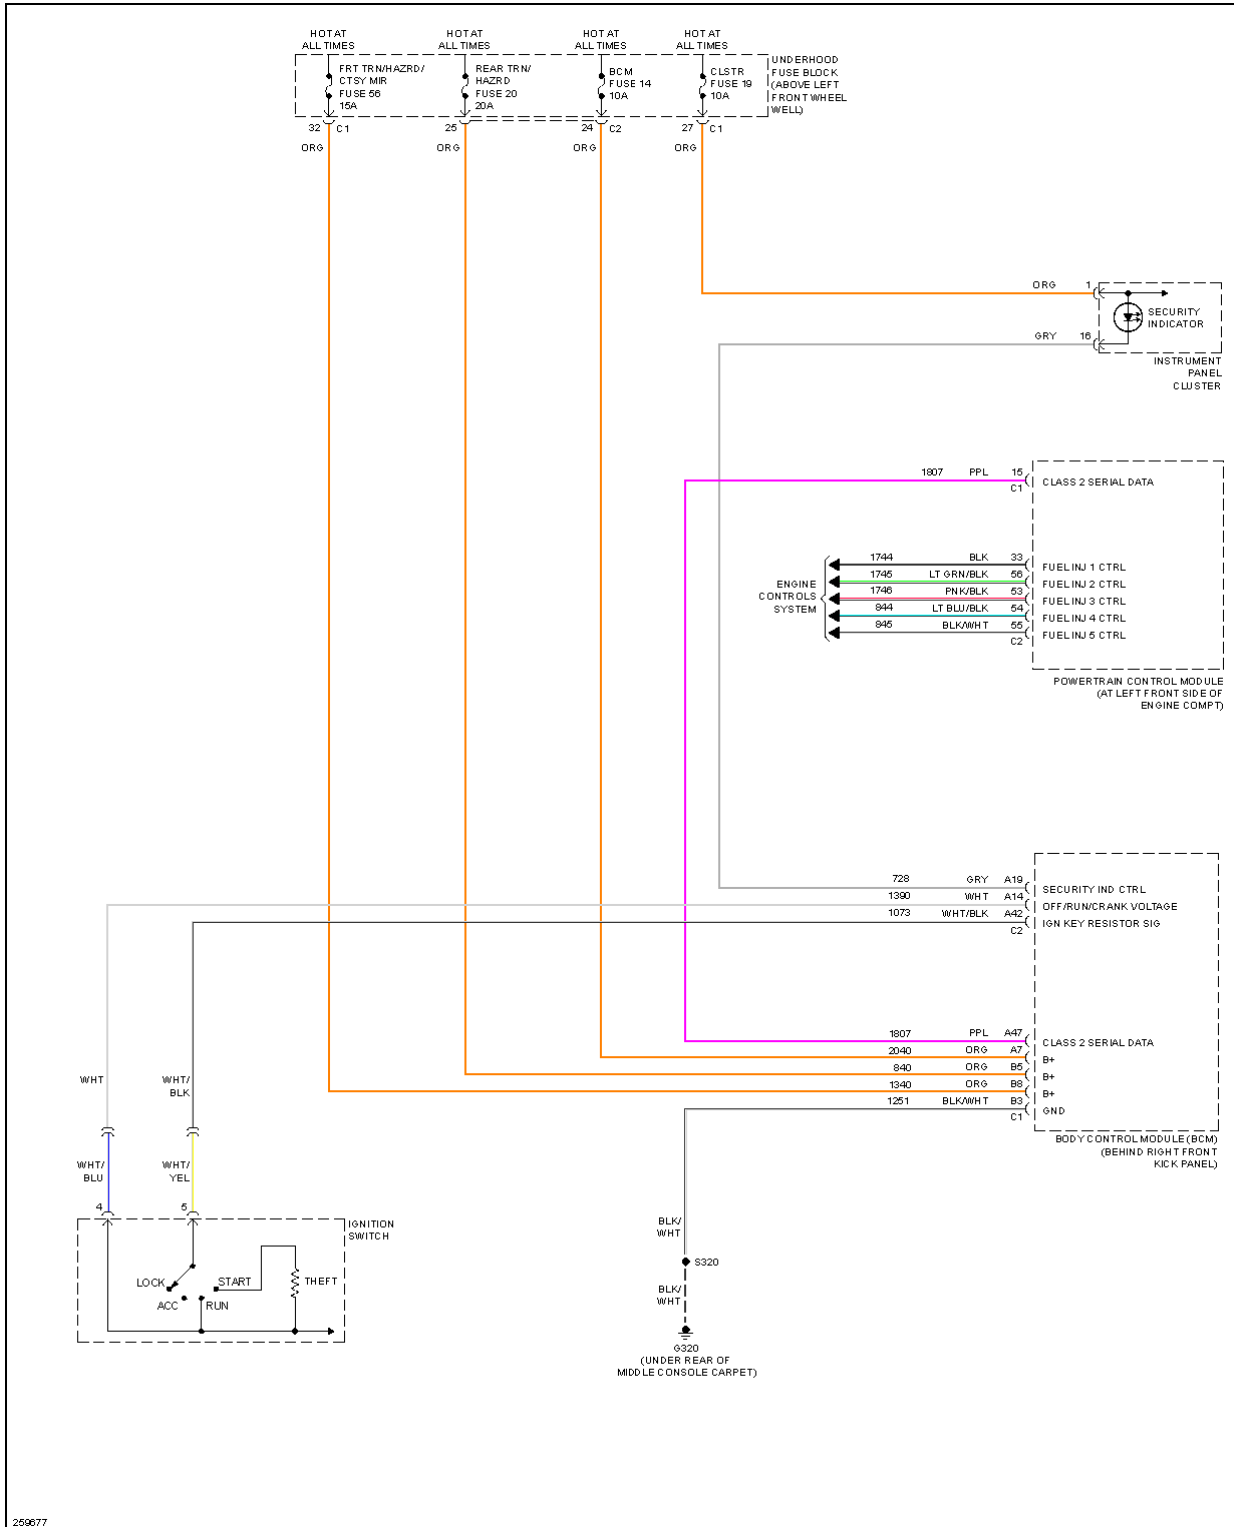 HOT AT
ALL TIMES
HOT AT
ALL TIMES
HOT AT
ALL TIMES
HOT AT
ALL TIMES
FRT TRN/HAZRD/
CTSY MIR
FUSE 56
15A
REAR TRN/
HAZRD
FUSE 20
20A
BCM
FUSE 14
10A
CLSTR
FUSE 19
10A
UNDERHOOD
FUSE BLOCK
(ABOVE LEFT
FRONT WHEEL
WELL)
32 C1
25
24 C2
27 C1
ORG
ORG
ORG
ORG
ORG 1
SECURITY
INDICATOR
GRY 16
INSTRUMENT
PANEL
CLUSTER
1807 PPL 15
C1
CLASS 2 SERIAL DATA
ENGINE
CONTROLS
SYSTEM
1744 BLK 33 FUEL INJ 1 CTRL
1745 LT GRN/BLK 56 FUEL INJ 2 CTRL
1746 PNK/BLK 53 FUEL INJ 3 CTRL
844 LT BLU/BLK 54 FUEL INJ 4 CTRL
845 BLK/WHT 55 FUEL INJ 5 CTRL
C2
POWERTRAIN CONTROL MODULE
(AT LEFT FRONT SIDE OF
ENGINE COMPT)
728 GRY A19 SECURITY IND CTRL
1390 WHT A14 OFF/RUN/CRANK VOLTAGE
1073 WHT/BLK A42 IGN KEY RESISTOR SIG
C2
1807 PPL A47 CLASS 2 SERIAL DATA
2040 ORG A7 B+
840 ORG B5 B+
1340 ORG B8 B+
1251 BLK/WHT B3 GND
C1
BODY CONTROL MODULE (BCM)
(BEHIND RIGHT FRONT
KICK PANEL)
WHT
WHT/
BLK
WHT/
BLU
WHT/
YEL
4
5
IGNITION
SWITCH
LOCK
ACC
RUN
START
THEFT
BLK/
WHT
S320
BLK/
WHT
G320
(UNDER REAR OF
MIDDLE CONSOLE CARPET)
259677